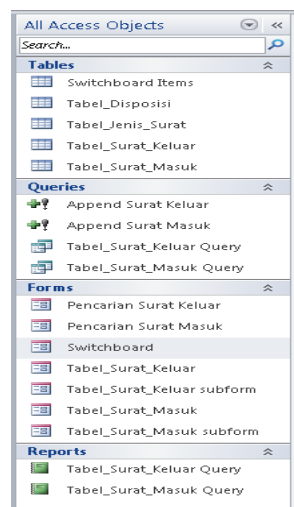 All Access Objects
Search...
Tables
Switchboard Items
Tabel_Disposisi
Tabel_Jenis_Surat
Tabel_Surat_Keluar
Tabel_Surat_Masuk
Queries
Append Surat Keluar
Append Surat Masuk
Tabel_Surat_Keluar Query
Tabel_Surat_Masuk Query
Forms
Pencarian Surat Keluar
Pencarian Surat Masuk
Switchboard
Tabel_Surat_Keluar
Tabel_Surat_Keluar subform
Tabel_Surat_Masuk
Tabel_Surat_Masuk subform
Reports
Tabel_Surat_Keluar Query
Tabel_Surat_Masuk Query